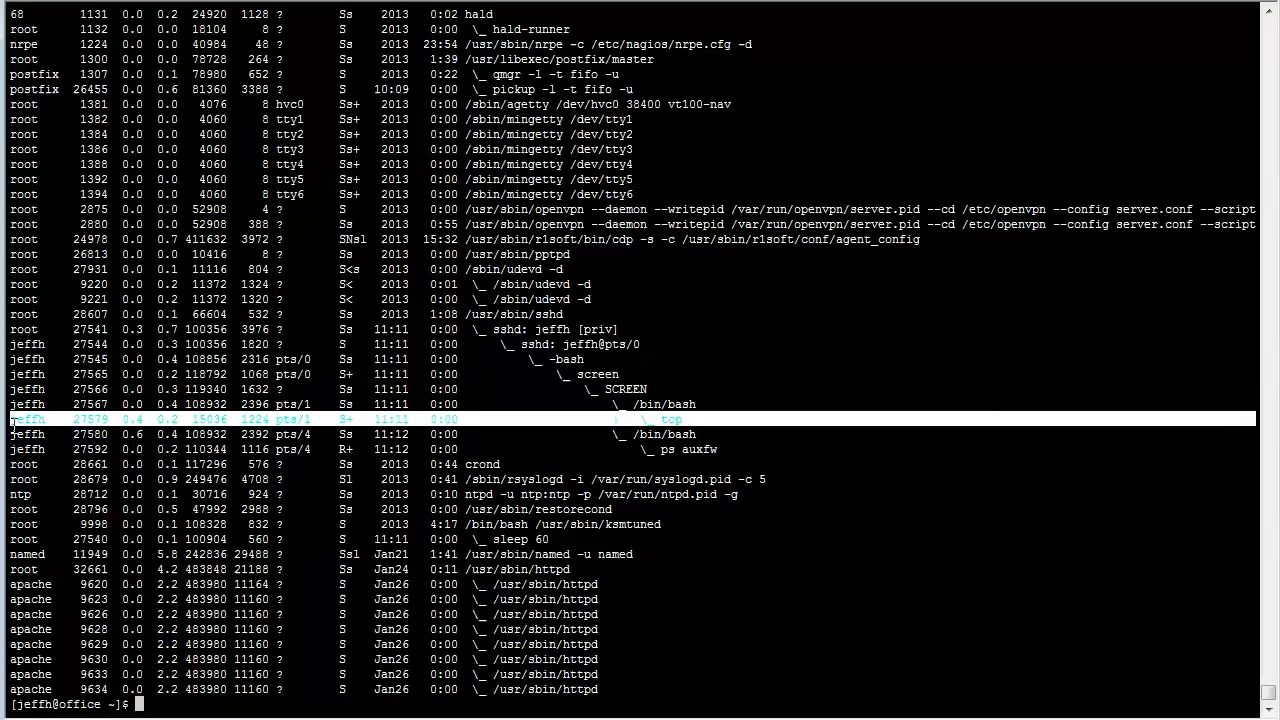 68        1131  0.0  0.2  24920  1128 ?        Ss    2013   0:02 hald
root      1132  0.0  0.0  18104     8 ?        S     2013   0:00  \_ hald-runner
nrpe      1224  0.0  0.0  40984    48 ?        Ss    2013  23:54 /usr/sbin/nrpe -c /etc/nagios/nrpe.cfg -d
root      1300  0.0  0.0  78728   264 ?        Ss    2013   1:39 /usr/libexec/postfix/master
postfix   1307  0.0  0.1  78980   652 ?        S     2013   0:22  \_ qmgr -l -t fifo -u
postfix  26455  0.0  0.6  81360  3388 ?        S    10:09   0:00  \_ pickup -l -t fifo -u
root      1381  0.0  0.0   4076     8 hvc0     Ss+   2013   0:00 /sbin/agetty /dev/hvc0 38400 vt100-nav
root      1382  0.0  0.0   4060     8 tty1     Ss+   2013   0:00 /sbin/mingetty /dev/tty1
root      1384  0.0  0.0   4060     8 tty2     Ss+   2013   0:00 /sbin/mingetty /dev/tty2
root      1386  0.0  0.0   4060     8 tty3     Ss+   2013   0:00 /sbin/mingetty /dev/tty3
root      1388  0.0  0.0   4060     8 tty4     Ss+   2013   0:00 /sbin/mingetty /dev/tty4
root      1392  0.0  0.0   4060     8 tty5     Ss+   2013   0:00 /sbin/mingetty /dev/tty5
root      1394  0.0  0.0   4060     8 tty6     Ss+   2013   0:00 /sbin/mingetty /dev/tty6
root      2875  0.0  0.0  52908     4 ?        S     2013   0:00 /usr/sbin/openvpn --daemon --writepid /var/run/openvpn/server.pid --cd /etc/openvpn --config server.conf --script
root      2880  0.0  0.0  52908   388 ?        Ss    2013   0:55 /usr/sbin/openvpn --daemon --writepid /var/run/openvpn/server.pid --cd /etc/openvpn --config server.conf --script
root     24978  0.0  0.7 411632  3972 ?        SNsl  2013  15:32 /usr/sbin/r1soft/bin/cdp -s -c /usr/sbin/r1soft/conf/agent_config
root     26813  0.0  0.0  10416     8 ?        Ss    2013   0:00 /usr/sbin/pptpd
root     27931  0.0  0.1  11116   804 ?        S<s   2013   0:00 /sbin/udevd -d
root      9220  0.0  0.2  11372  1324 ?        S<    2013   0:01  \_ /sbin/udevd -d
root      9221  0.0  0.2  11372  1320 ?        S<    2013   0:00  \_ /sbin/udevd -d
root     28607  0.0  0.1  66604   532 ?        Ss    2013   1:08 /usr/sbin/sshd
root     27541  0.3  0.7 100356  3976 ?        Ss   11:11   0:00  \_ sshd: jeffh [priv]
jeffh    27544  0.0  0.3 100356  1820 ?        S    11:11   0:00      \_ sshd: jeffh@pts/0
jeffh    27545  0.0  0.4 108856  2316 pts/0    Ss   11:11   0:00          \_ -bash
jeffh    27565  0.0  0.2 118792  1068 pts/0    S+   11:11   0:00              \_ screen
jeffh    27566  0.0  0.3 119340  1632 ?        Ss   11:11   0:00                  \_ SCREEN
jeffh    27567  0.0  0.4 108932  2396 pts/1    Ss   11:11   0:00                      \_ /bin/bash
jeffh    27579  0.4  0.2  15036  1224 pts/1    S+   11:11   0:00                      |   \_ top
jeffh    27580  0.6  0.4 108932  2392 pts/4    Ss   11:12   0:00                      \_ /bin/bash
jeffh    27592  0.0  0.2 110344  1116 pts/4    R+   11:12   0:00                          \_ ps auxfw
root     28661  0.0  0.1 117296   576 ?        Ss    2013   0:44 crond
root     28679  0.0  0.9 249476  4708 ?        Sl    2013   0:41 /sbin/rsyslogd -i /var/run/syslogd.pid -c 5
ntp      28712  0.0  0.1  30716   924 ?        Ss    2013   0:10 ntpd -u ntp:ntp -p /var/run/ntpd.pid -g
root     28796  0.0  0.5  47992  2988 ?        Ss    2013   0:00 /usr/sbin/restorecond
root      9998  0.0  0.1 108328   832 ?        S     2013   4:17 /bin/bash /usr/sbin/ksmtuned
root     27540  0.0  0.1 100904   560 ?        S    11:11   0:00  \_ sleep 60
named    11949  0.0  5.8 242836 29488 ?        Ssl  Jan21   1:41 /usr/sbin/named -u named
root     32661  0.0  4.2 483848 21188 ?        Ss   Jan24   0:11 /usr/sbin/httpd
apache    9620  0.0  2.2 483980 11164 ?        S    Jan26   0:00  \_ /usr/sbin/httpd
apache    9623  0.0  2.2 483980 11160 ?        S    Jan26   0:00  \_ /usr/sbin/httpd
apache    9626  0.0  2.2 483980 11160 ?        S    Jan26   0:00  \_ /usr/sbin/httpd
apache    9628  0.0  2.2 483980 11160 ?        S    Jan26   0:00  \_ /usr/sbin/httpd
apache    9629  0.0  2.2 483980 11160 ?        S    Jan26   0:00  \_ /usr/sbin/httpd
apache    9630  0.0  2.2 483980 11160 ?        S    Jan26   0:00  \_ /usr/sbin/httpd
apache    9633  0.0  2.2 483980 11160 ?        S    Jan26   0:00  \_ /usr/sbin/httpd
apache    9634  0.0  2.2 483980 11160 ?        S    Jan26   0:00  \_ /usr/sbin/httpd
[jeffh@office ~]$